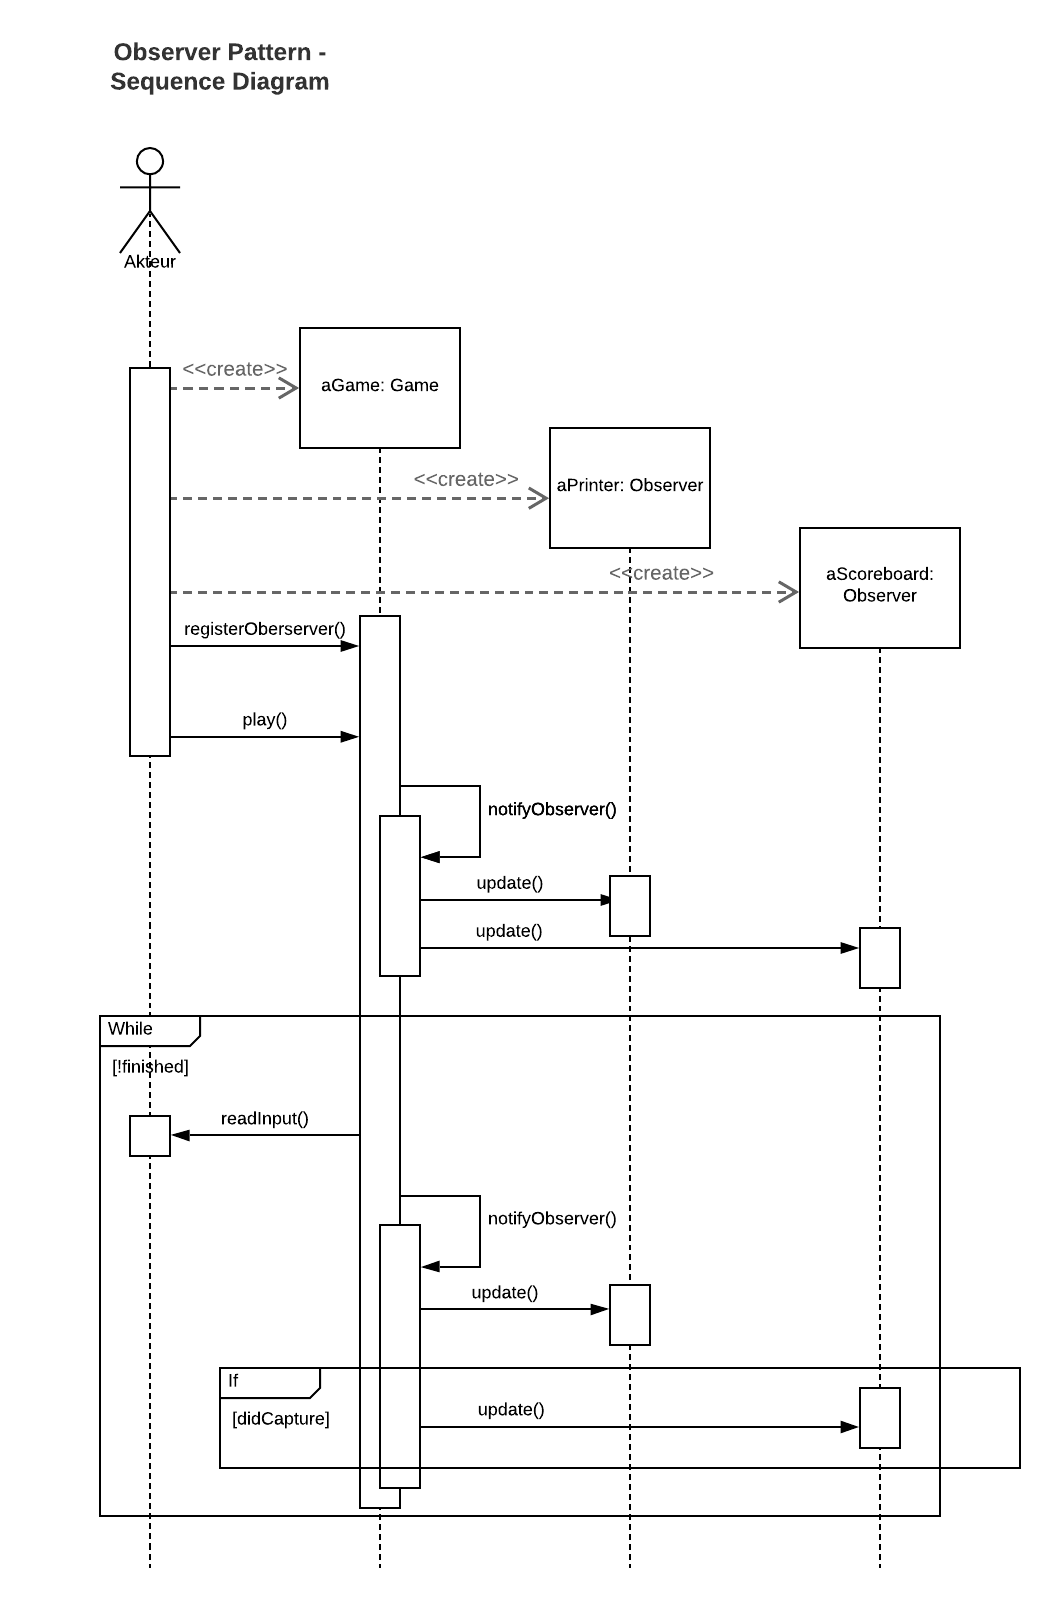 Observer Pattern -
Sequence Diagram
Akteur
<<create>>
aGame: Game
<<create>>
aPrinter: Observer
<<create>>
aScoreboard:
Observer
registerOberserver()
play()
notifyObserver()
update()
update()
While
[!finished]
readInput()
notifyObserver()
update()
If
[didCapture]
update()